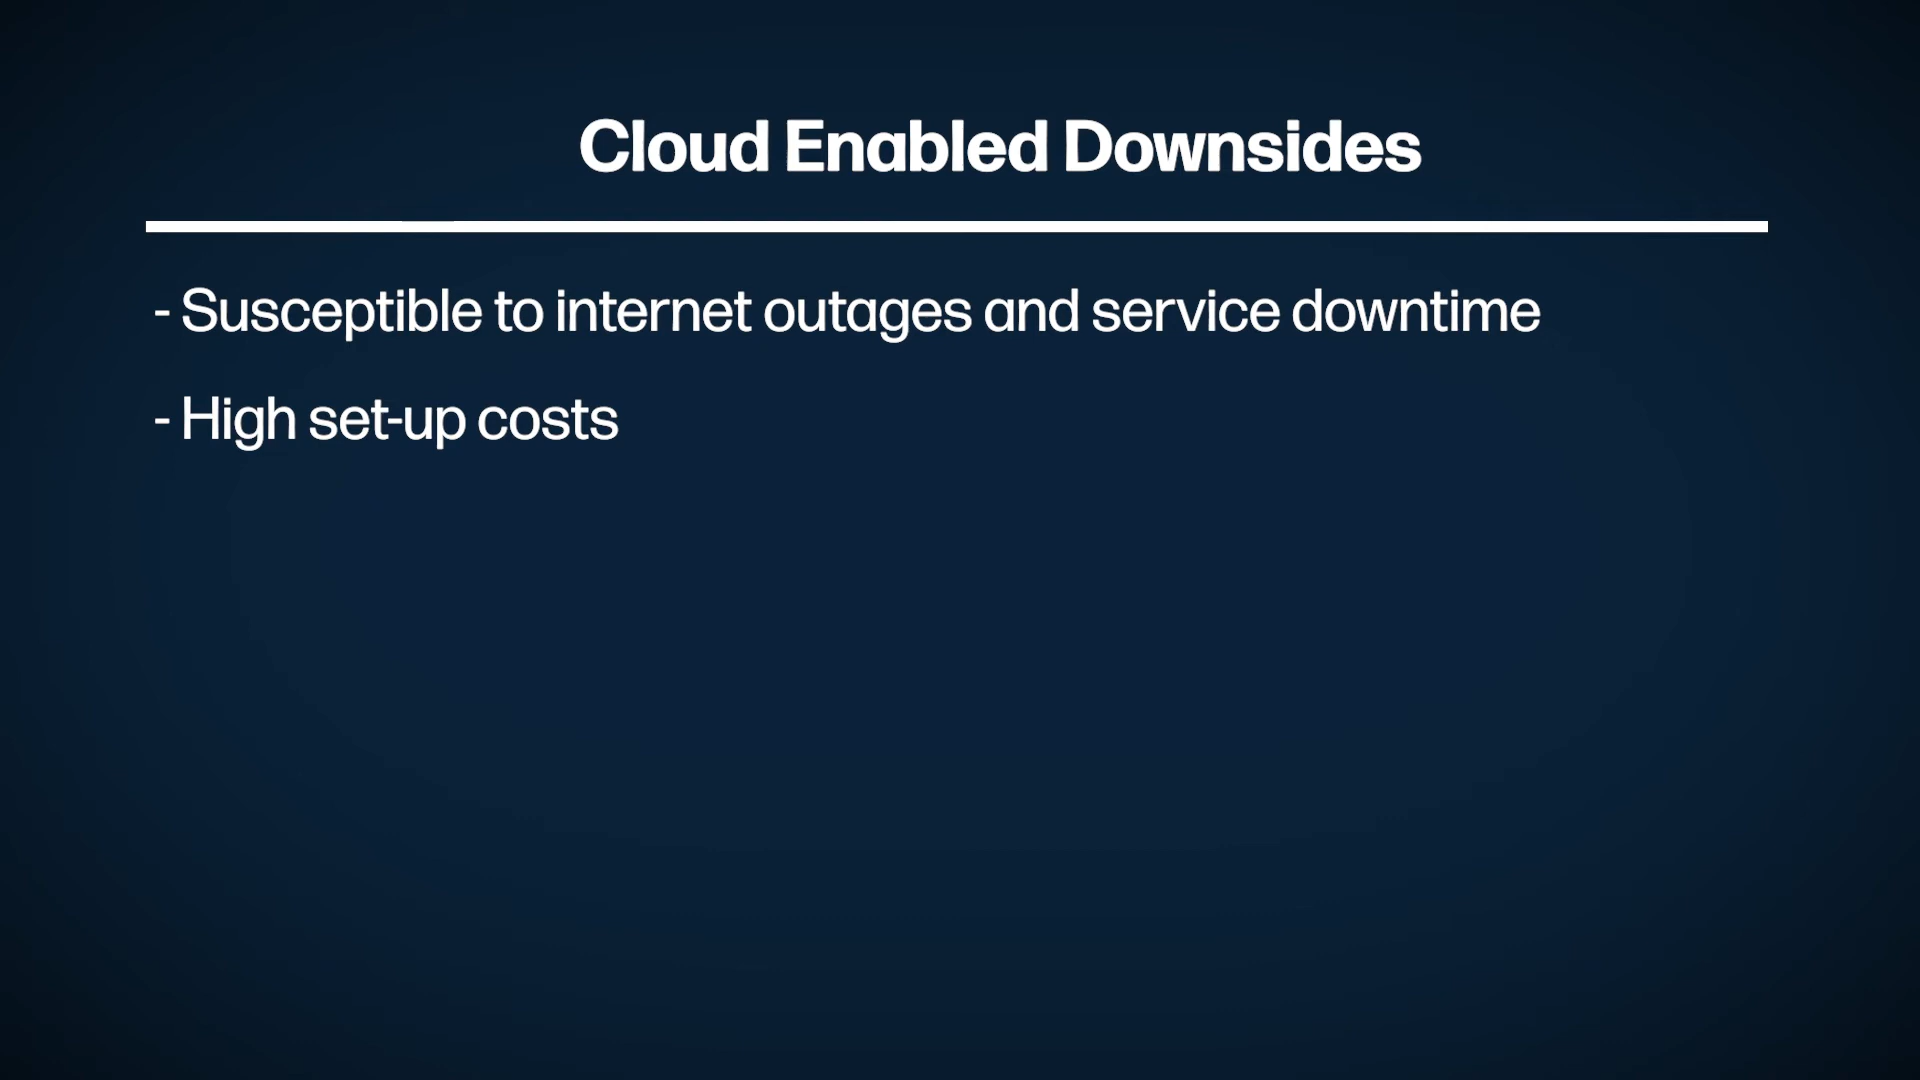 Cloud Enabled Downsides
- Susceptible to internet outages and service downtime
- High set-up costs